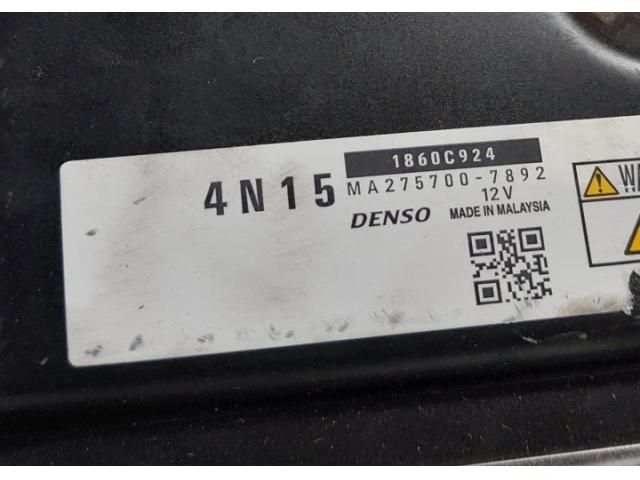 1860C924
4N15 MA275700-7892
12V
DENSO MADE IN MALAYSIA